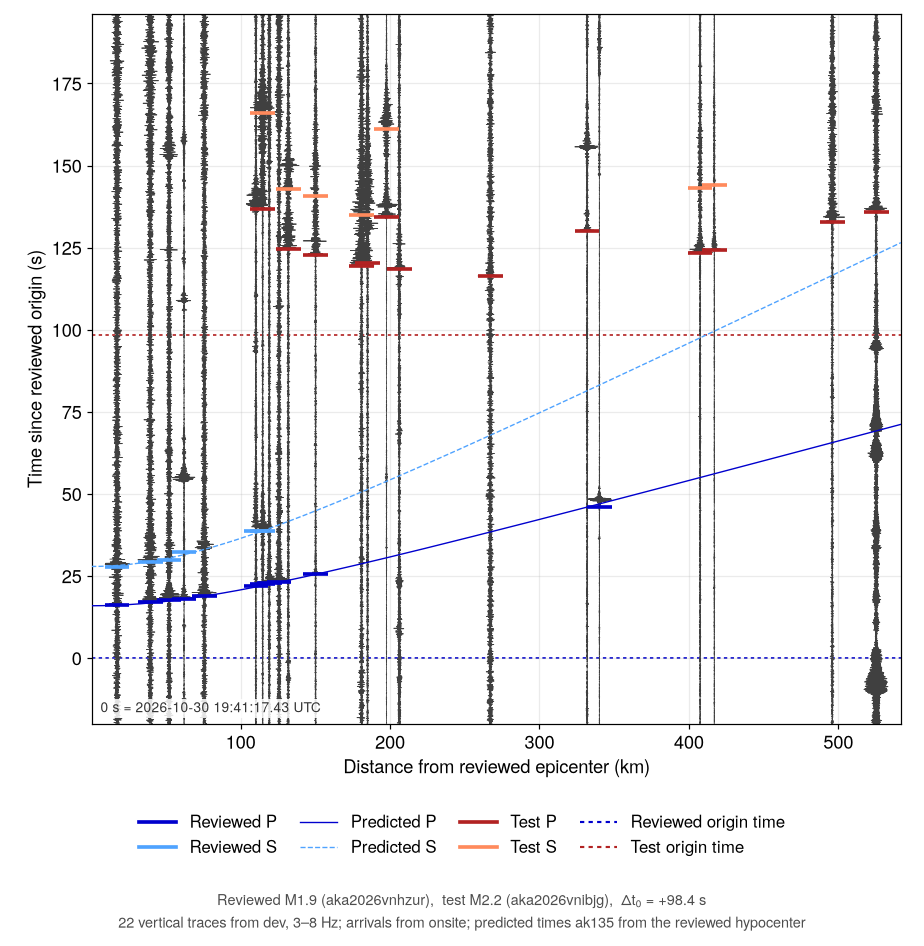 175
150
125
100
75
50
25
0
Time since reviewed origin (s)
0 s = 2026-10-30 19:41:17.43 UTC
100 200 300 400 500
Distance from reviewed epicenter (km)
Reviewed P Predicted P Test P Reviewed origin time
Reviewed S Predicted S Test S Test origin time
Reviewed M1.9 (aka2026vnhzur), test M2.2 (aka2026vnibjg), Δt₀ = +98.4 s
22 vertical traces from dev, 3–8 Hz; arrivals from onsite; predicted times ak135 from the reviewed hypocenter